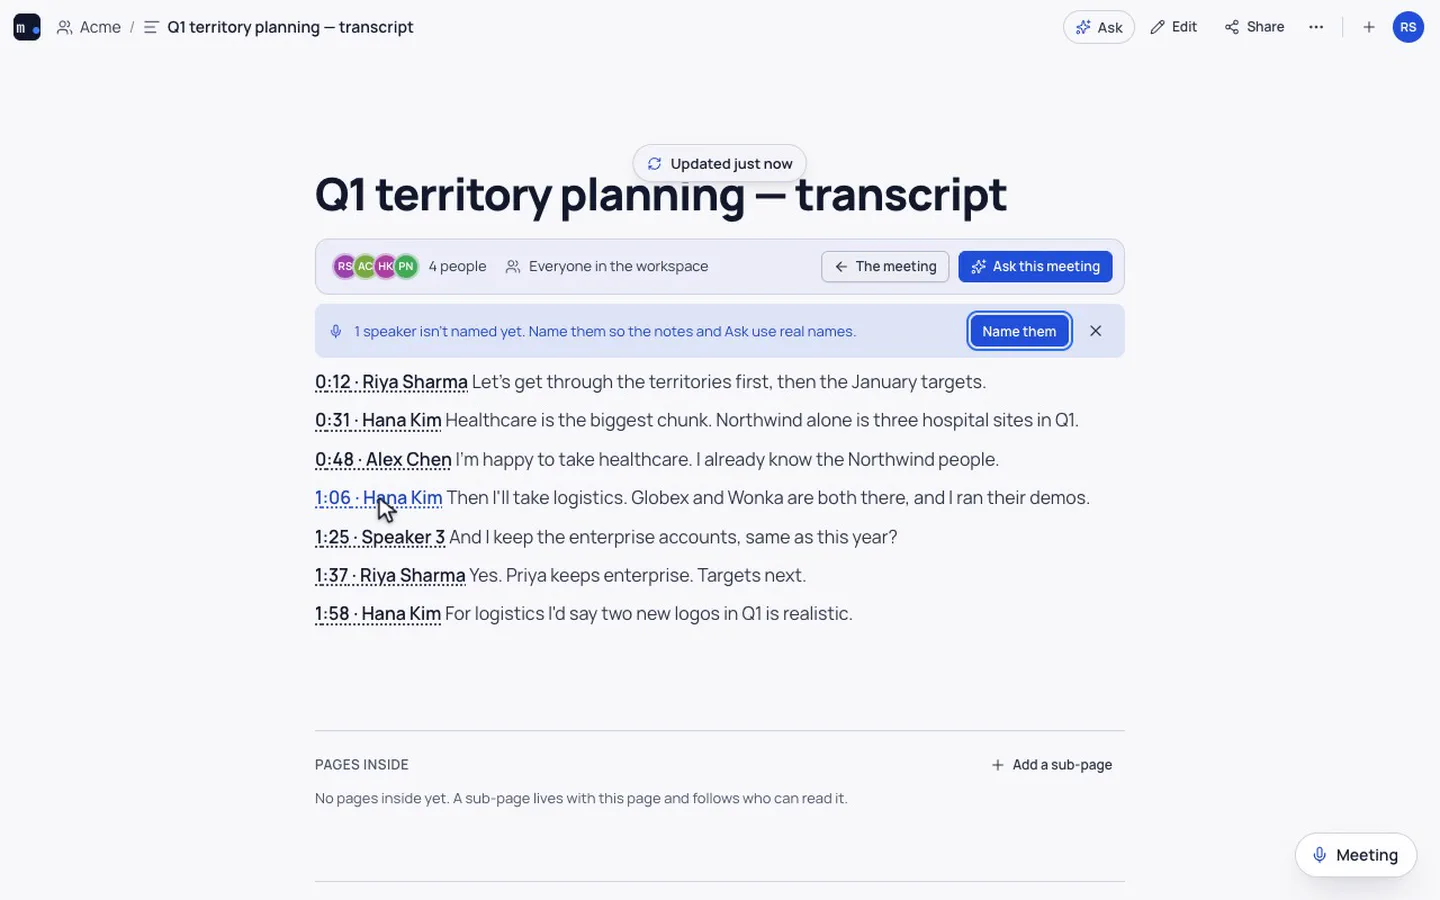 m
Acme / Q1 territory planning — transcript
Ask Edit Share ··· + RS
Updated just now
Q1 territory planning — transcript
RS AC HK PN 4 people Everyone in the workspace The meeting Ask this meeting
1 speaker isn't named yet. Name them so the notes and Ask use real names. Name them
0:12 · Riya Sharma Let's get through the territories first, then the January targets.
0:31 · Hana Kim Healthcare is the biggest chunk. Northwind alone is three hospital sites in Q1.
0:48 · Alex Chen I'm happy to take healthcare. I already know the Northwind people.
1:06 · Hana Kim Then I'll take logistics. Globex and Wonka are both there, and I ran their demos.
1:25 · Speaker 3 And I keep the enterprise accounts, same as this year?
1:37 · Riya Sharma Yes. Priya keeps enterprise. Targets next.
1:58 · Hana Kim For logistics I'd say two new logos in Q1 is realistic.
PAGES INSIDE + Add a sub-page
No pages inside yet. A sub-page lives with this page and follows who can read it.
Meeting